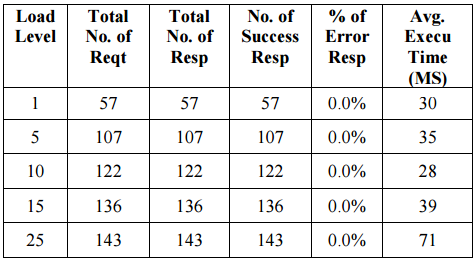 Load Level Total No. of Reqt Total No. of Resp No. of Success Resp % of Error Resp Avg. Execu Time (MS)
1 57 57 57 0.0% 30
5 107 107 107 0.0% 35
10 122 122 122 0.0% 28
15 136 136 136 0.0% 39
25 143 143 143 0.0% 71